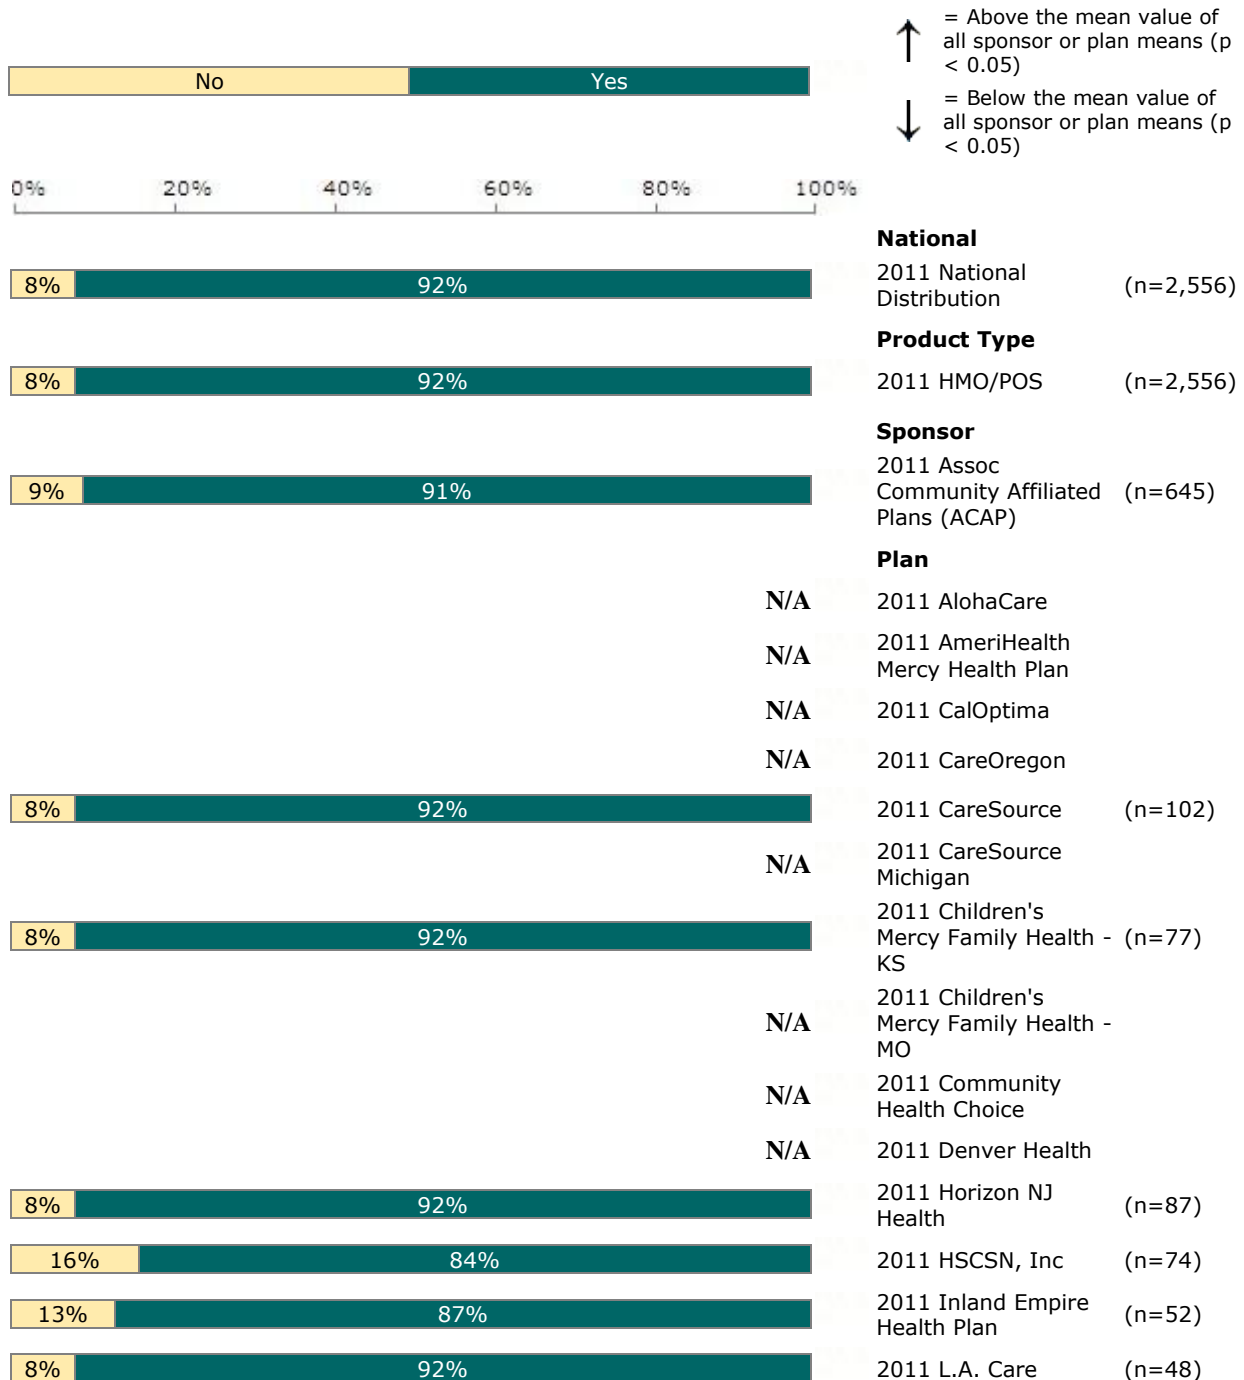 = Above the mean value of
all sponsor or plan means (p
< 0.05)
No Yes
= Below the mean value of
all sponsor or plan means (p
< 0.05)
0% 20% 40% 60% 80% 100%
National
8% 92% 2011 National
Distribution (n=2,556)
Product Type
8% 92% 2011 HMO/POS (n=2,556)
Sponsor
2011 Assoc
9% 91% Community Affiliated (n=645)
Plans (ACAP)
Plan
N/A 2011 AlohaCare
N/A 2011 AmeriHealth
Mercy Health Plan
N/A 2011 CalOptima
N/A 2011 CareOregon
8% 92% 2011 CareSource (n=102)
N/A 2011 CareSource
Michigan
2011 Children's
8% 92% Mercy Family Health - (n=77)
KS
2011 Children's
N/A Mercy Family Health -
MO
N/A 2011 Community
Health Choice
N/A 2011 Denver Health
8% 92% 2011 Horizon NJ
Health (n=87)
16% 84% 2011 HSCSN, Inc (n=74)
13% 87% 2011 Inland Empire
Health Plan (n=52)
8% 92% 2011 L.A. Care (n=48)